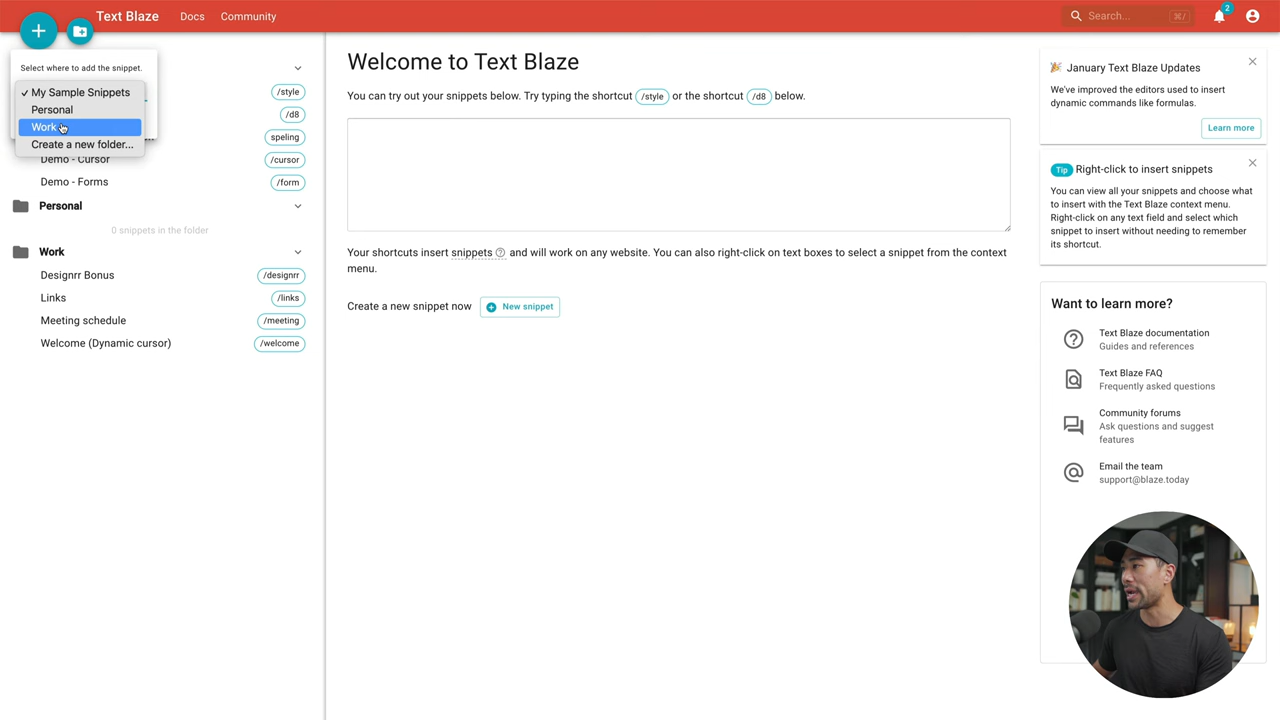 Text Blaze
Docs
Community
Search...
⌘/
2
Select where to add the snippet.
✓ My Sample Snippets
Personal
Work
Create a new folder...
/style
/d8
speling
Demo - Cursor
/cursor
Demo - Forms
/form
Personal
0 snippets in the folder
Work
Designrr Bonus
/designrr
Links
/links
Meeting schedule
/meeting
Welcome (Dynamic cursor)
/welcome
Welcome to Text Blaze
You can try out your snippets below. Try typing the shortcut /style or the shortcut /d8 below.
Your shortcuts insert snippets and will work on any website. You can also right-click on text boxes to select a snippet from the context
menu.
Create a new snippet now
New snippet
January Text Blaze Updates
We've improved the editors used to insert
dynamic commands like formulas.
Learn more
Tip Right-click to insert snippets
You can view all your snippets and choose what
to insert with the Text Blaze context menu.
Right-click on any text field and select which
snippet to insert without needing to remember
its shortcut.
Want to learn more?
Text Blaze documentation
Guides and references
Text Blaze FAQ
Frequently asked questions
Community forums
Ask questions and suggest
features
Email the team
support@blaze.today